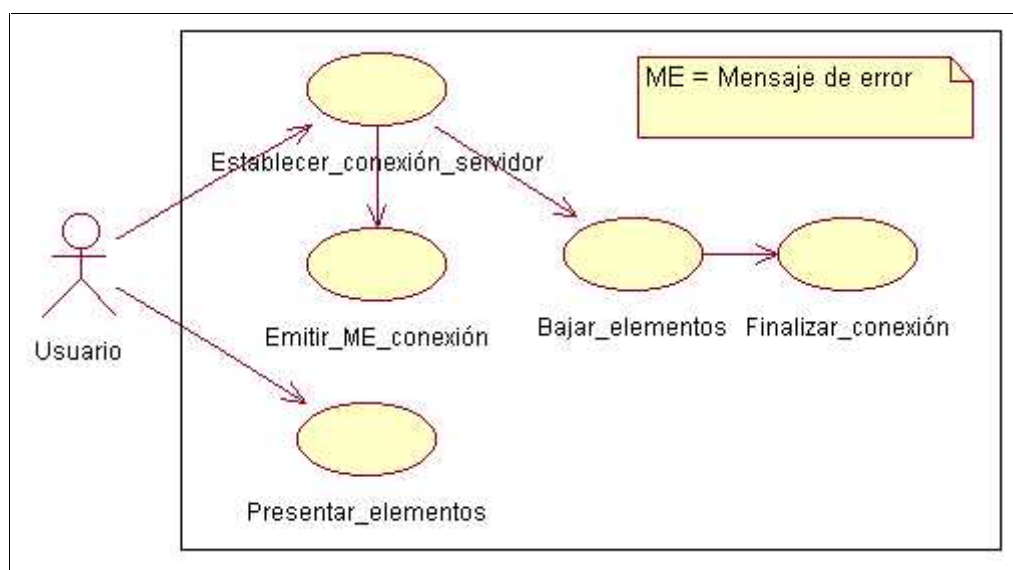 ME = Mensaje de error
Establecer_conexión_servidor
Emitir_ME_conexión
Bajar_elementos
Finalizar_conexión
Usuario
Presentar_elementos